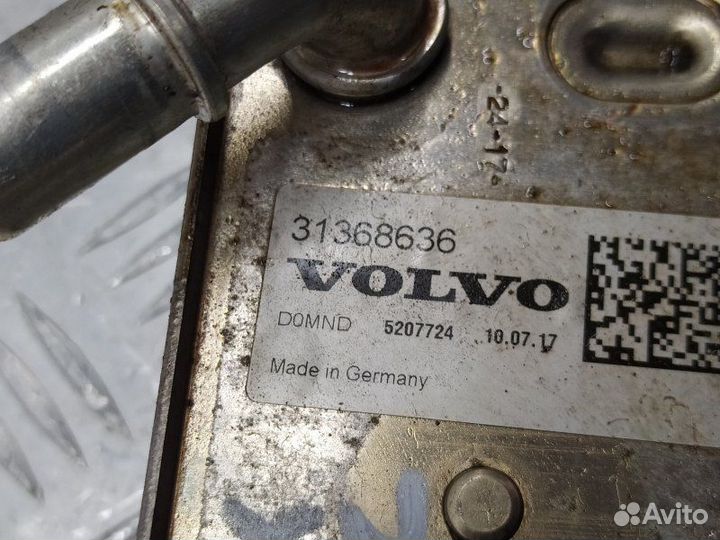 -24-17-
31368636
VOLVO
D0MND 5207724 10.07.17
Made in Germany
Avito